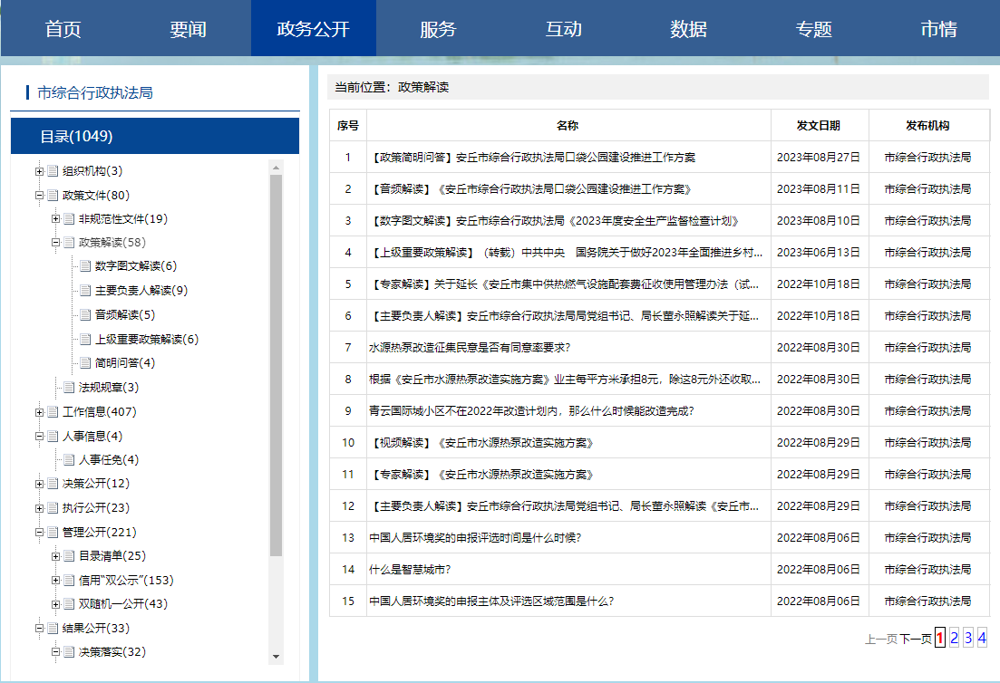 首页 要闻 政务公开 服务 互动 数据 专题 市情
市综合行政执法局
目录(1049)
组织机构(3)
政策文件(80)
非规范性文件(19)
政策解读(58)
数字图文解读(6)
主要负责人解读(9)
音频解读(5)
上级重要政策解读(6)
简明问答(4)
法规规章(3)
工作信息(407)
人事信息(4)
人事任免(4)
决策公开(12)
执行公开(23)
管理公开(221)
目录清单(25)
信用“双公示”(153)
双随机一公开(43)
结果公开(33)
决策落实(32)
当前位置：政策解读
序号 名称 发文日期 发布机构
1 【政策简明问答】安丘市综合行政执法局口袋公园建设推进工作方案 2023年08月27日 市综合行政执法局
2 【音频解读】《安丘市综合行政执法局口袋公园建设推进工作方案》 2023年08月11日 市综合行政执法局
3 【数字图文解读】安丘市综合行政执法局《2023年度安全生产监督检查计划》 2023年08月10日 市综合行政执法局
4 【上级重要政策解读】（转载）中共中央　国务院关于做好2023年全面推进乡村... 2023年06月13日 市综合行政执法局
5 【专家解读】关于延长《安丘市集中供热燃气设施配套费征收使用管理办法（试... 2022年10月18日 市综合行政执法局
6 【主要负责人解读】安丘市综合行政执法局局党组书记、局长董永照解读关于延... 2022年10月18日 市综合行政执法局
7 水源热泵改造征集民意是否有同意率要求？ 2022年08月30日 市综合行政执法局
8 根据《安丘市水源热泵改造实施方案》业主每平方米承担8元，除这8元外还收取... 2022年08月30日 市综合行政执法局
9 青云国际城小区不在2022年改造计划内，那么什么时候能改造完成？ 2022年08月30日 市综合行政执法局
10 【视频解读】《安丘市水源热泵改造实施方案》 2022年08月29日 市综合行政执法局
11 【专家解读】《安丘市水源热泵改造实施方案》 2022年08月29日 市综合行政执法局
12 【主要负责人解读】安丘市综合行政执法局党组书记、局长董永照解读《安丘市... 2022年08月29日 市综合行政执法局
13 中国人居环境奖的申报评选时间是什么时候？ 2022年08月06日 市综合行政执法局
14 什么是智慧城市？ 2022年08月06日 市综合行政执法局
15 中国人居环境奖的申报主体及评选区域范围是什么？ 2022年08月06日 市综合行政执法局
上一页 下一页 1 2 3 4